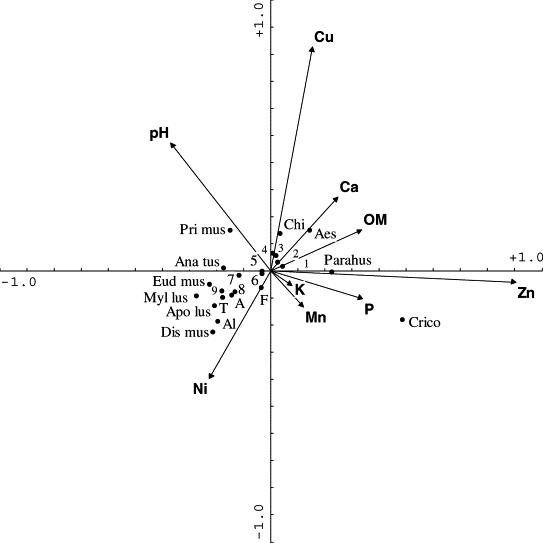 +1.0
Cu
pH
Ca
OM
Pri mus
Chi
Aes
4
3
2
1
Parahus
+1.0
Ana tus
5
-1.0
Eud mus
7
6
K
Zn
Myl lus
9
8
F
P
Apo lus
T
A
Mn
Al
Crico
Dis mus
Ni
-1.0